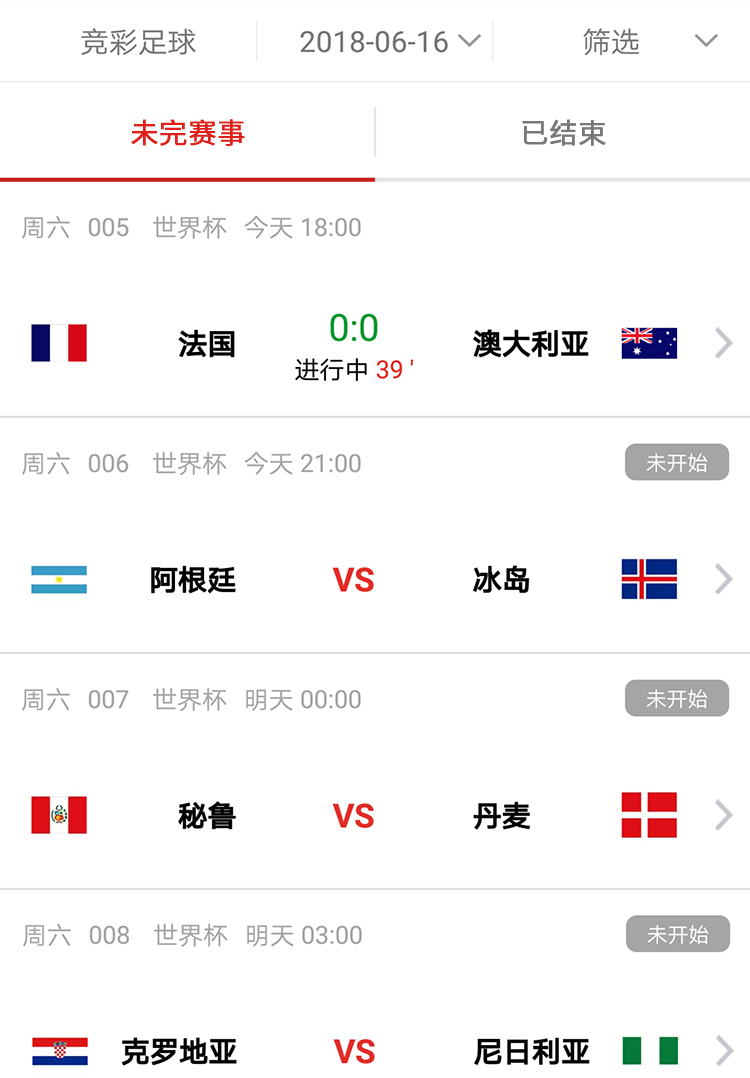 竞彩足球 2018-06-16 筛选
未完赛事 已结束
周六 005 世界杯 今天 18:00
法国 0:0 澳大利亚
进行中 39 '
周六 006 世界杯 今天 21:00 未开始
阿根廷 VS 冰岛
周六 007 世界杯 明天 00:00 未开始
秘鲁 VS 丹麦
周六 008 世界杯 明天 03:00 未开始
克罗地亚 VS 尼日利亚